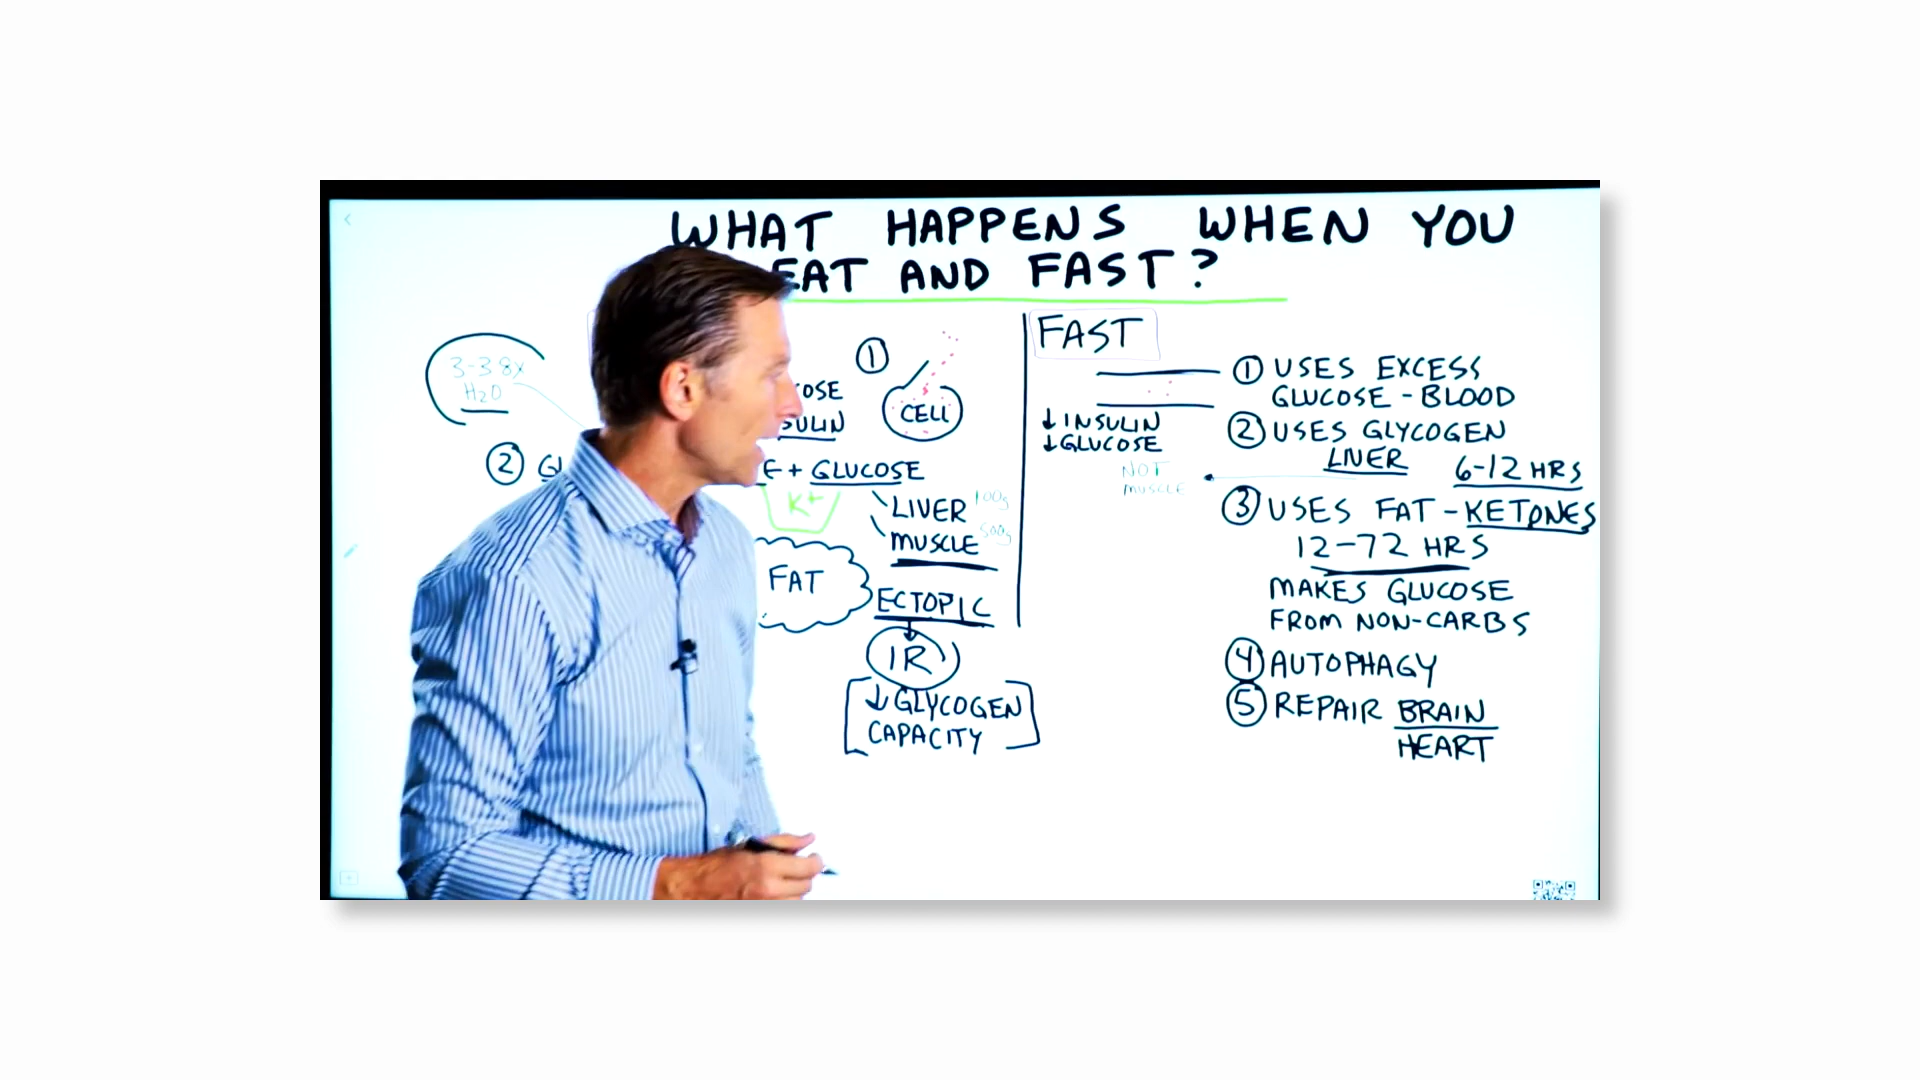 WHAT HAPPENS WHEN YOU
EAT AND FAST?
3-3.8x
H2O
①
CELL
②
+ GLUCOSE
K+
LIVER 100g
MUSCLE 500g
FAT
ECTOPIC
IR
↓ GLYCOGEN
CAPACITY
FAST
↓ INSULIN
↓ GLUCOSE
NOT
MUSCLE
① USES EXCESS
GLUCOSE - BLOOD
② USES GLYCOGEN
LIVER 6-12 HRS
③ USES FAT - KETONES
12-72 HRS
MAKES GLUCOSE
FROM NON-CARBS
④ AUTOPHAGY
⑤ REPAIR BRAIN
HEART